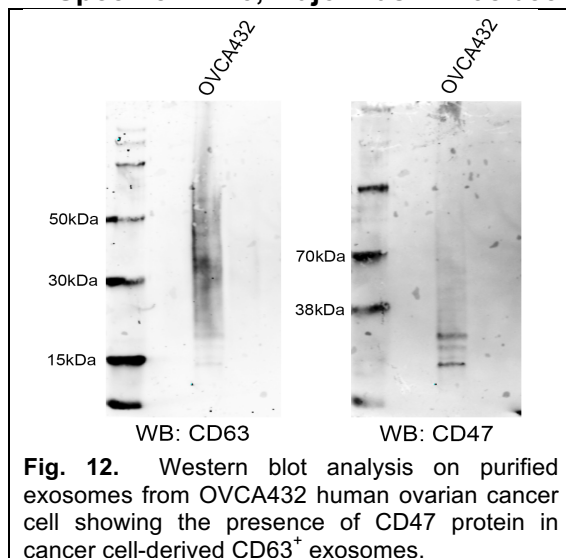 OVCA432
OVCA432
50kDa
30kDa
15kDa
70kDa
38kDa
WB: CD63
WB: CD47
Fig. 12. Western blot analysis on purified
exosomes from OVCA432 human ovarian cancer
cell showing the presence of CD47 protein in
cancer cell-derived CD63⁺ exosomes.